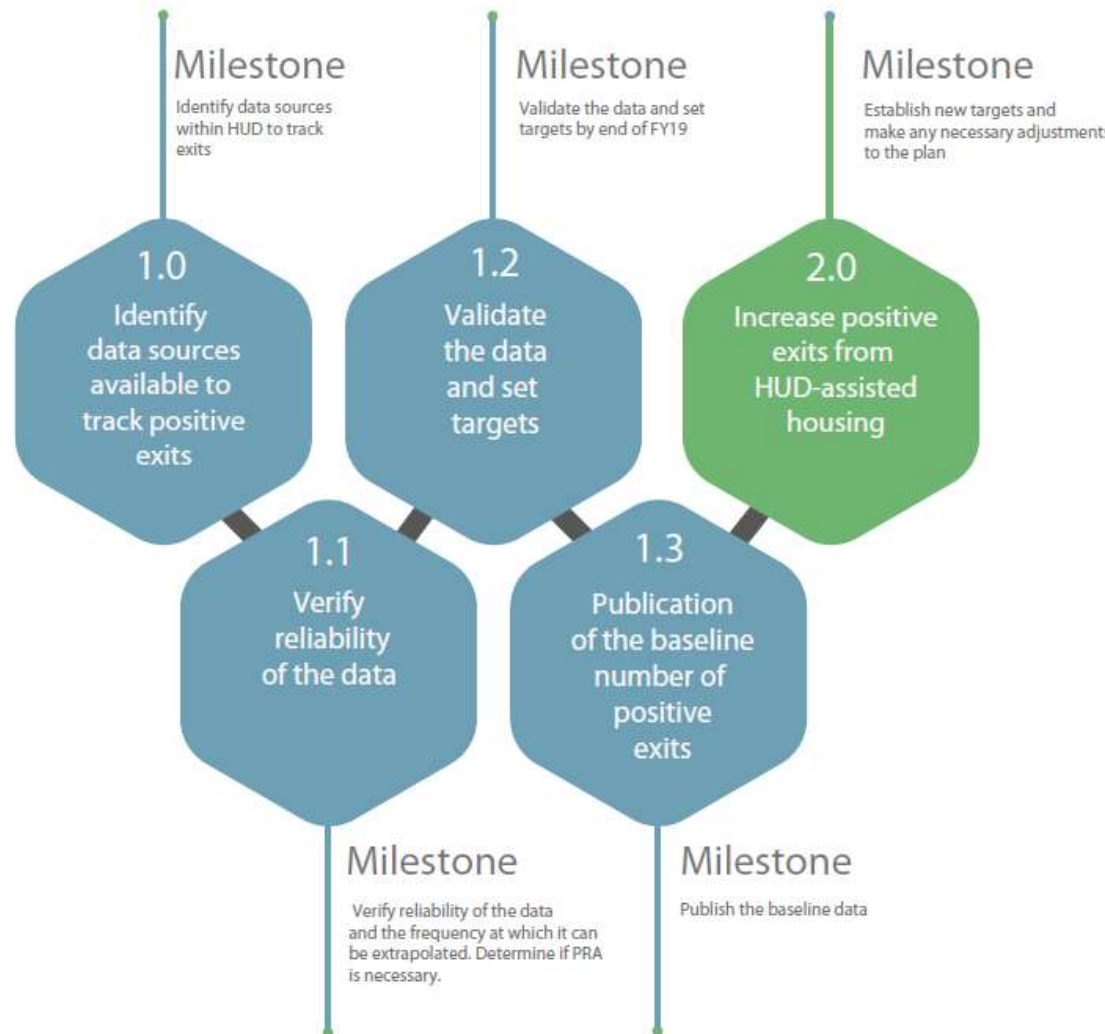 Milestone
Identify data sources
within HUD to track
exits
Milestone
Validate the data and set
targets by end of FY19
Milestone
Establish new targets and
make any necessary adjustments
to the plan
1.0
Identify
data sources
available to
track positive
exits
1.2
Validate
the data
and set
targets
2.0
Increase positive
exits from
HUD-assisted
housing
1.1
Verify
reliability
of the data
1.3
Publication
of the baseline
number of
positive
exits
Milestone
Verify reliability of the data
and the frequency at which it can
be extrapolated. Determine if PRA
is necessary.
Milestone
Publish the baseline data